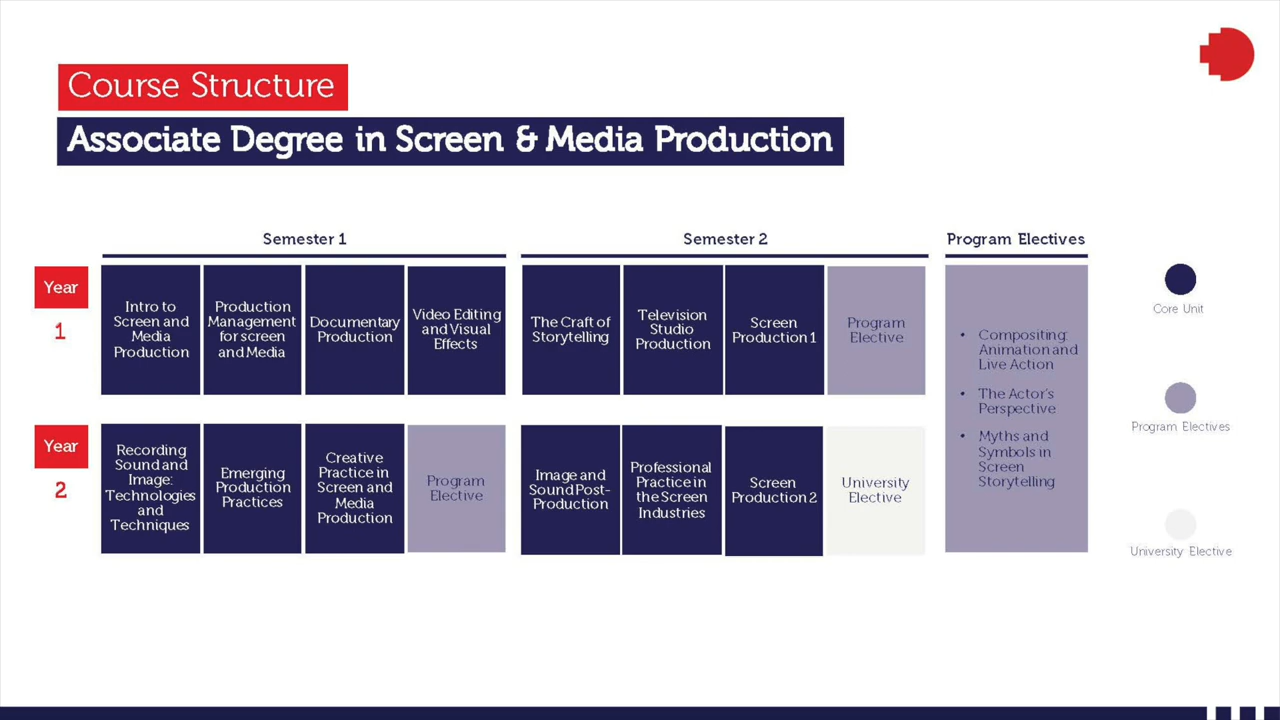 Course Structure
Associate Degree in Screen & Media Production
Semester 1
Semester 2
Program Electives
Year
1
Intro to
Screen and
Media
Production
Production
Management
for screen
and Media
Documentary
Production
Video Editing
and Visual
Effects
The Craft of
Storytelling
Television
Studio
Production
Screen
Production 1
Program
Elective
Year
2
Recording
Sound and
Image:
Technologies
and
Techniques
Emerging
Production
Practices
Creative
Practice in
Screen and
Media
Production
Program
Elective
Image and
Sound Post-
Production
Professional
Practice in
the Screen
Industries
Screen
Production 2
University
Elective
• Compositing:
Animation and
Live Action
• The Actor's
Perspective
• Myths and
Symbols in
Screen
Storytelling
Core Unit
Program Electives
University Elective